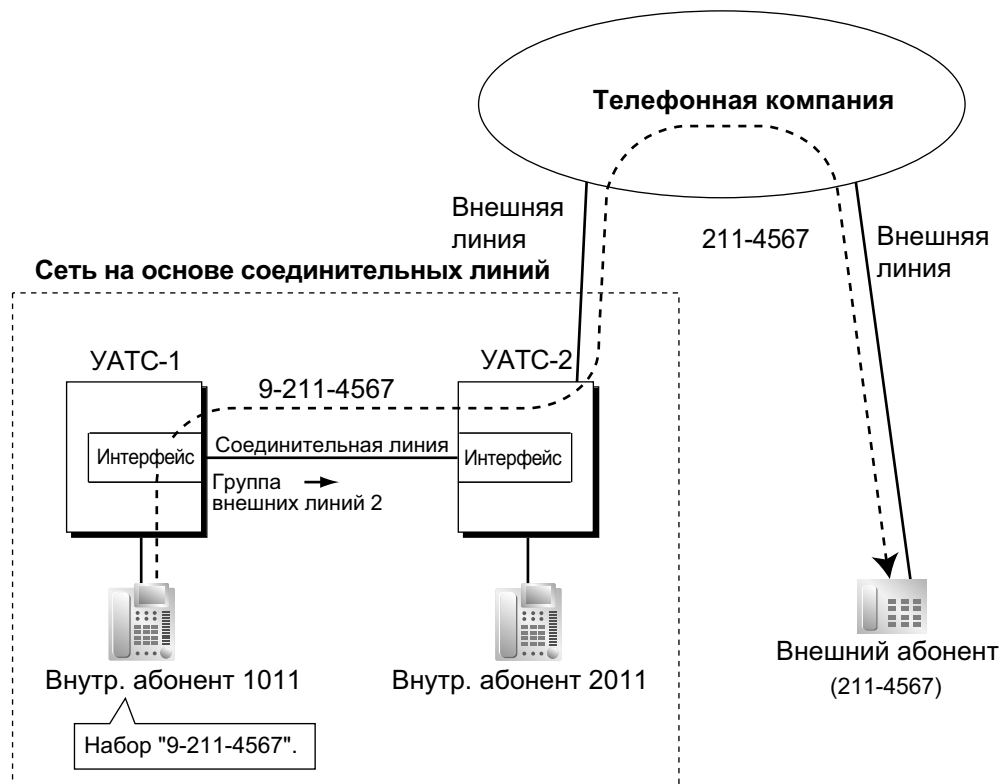 Телефонная компания
Внешняя
линия
211-4567
Внешняя
линия
Сеть на основе соединительных линий
УАТС-1
УАТС-2
9-211-4567
Интерфейс
Соединительная линия
Интерфейс
Группа
внешних линий 2
Внутр. абонент 1011
Внутр. абонент 2011
Внешний абонент
(211-4567)
Набор "9-211-4567".